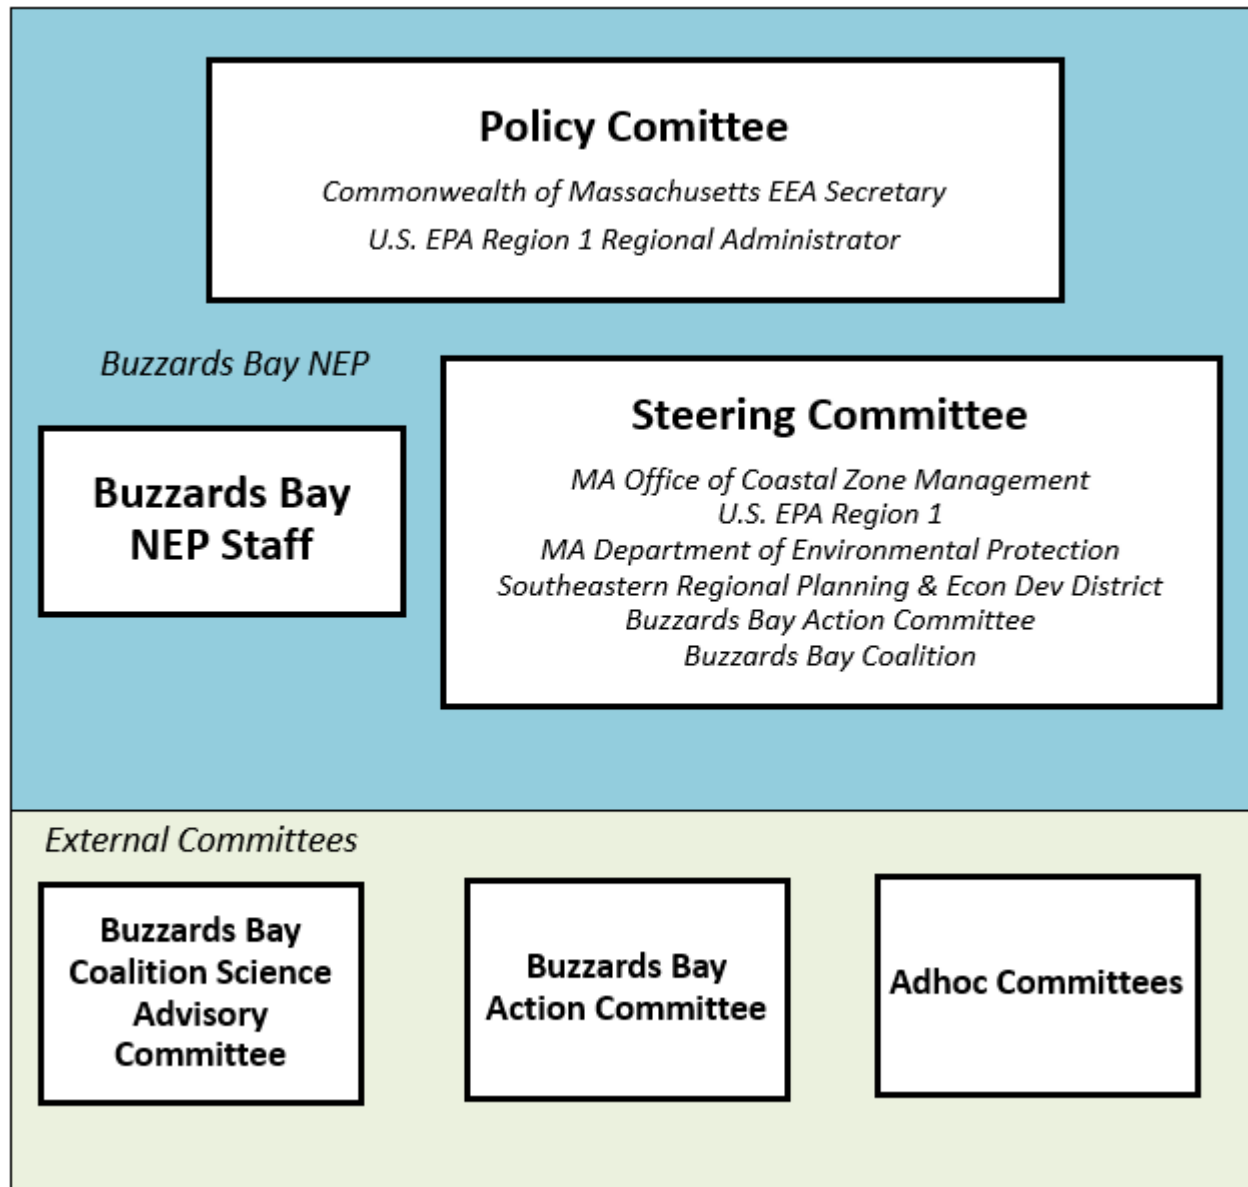 Policy Comittee
Commonwealth of Massachusetts EEA Secretary
U.S. EPA Region 1 Regional Administrator
Buzzards Bay NEP
Buzzards Bay
NEP Staff
Steering Committee
MA Office of Coastal Zone Management
U.S. EPA Region 1
MA Department of Environmental Protection
Southeastern Regional Planning & Econ Dev District
Buzzards Bay Action Committee
Buzzards Bay Coalition
External Committees
Buzzards Bay
Coalition Science
Advisory
Committee
Buzzards Bay
Action Committee
Adhoc Committees